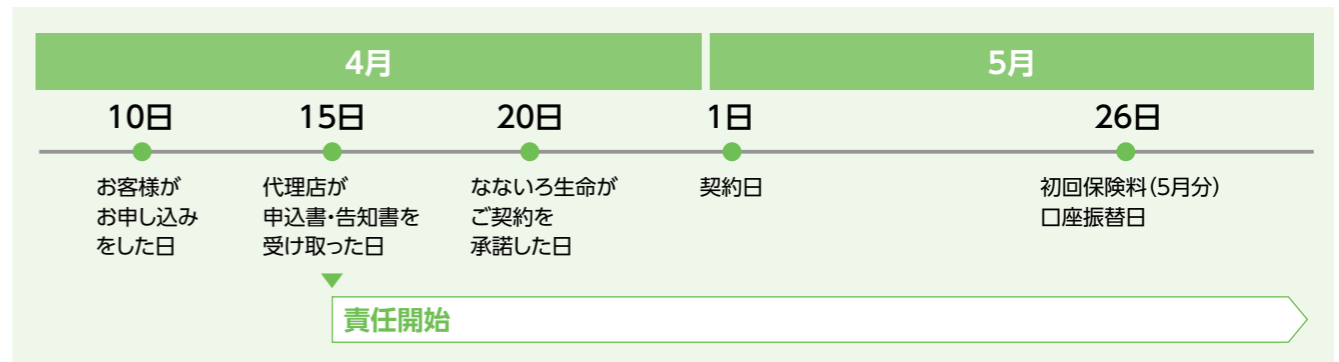 4月
5月
10日
15日
20日
1日
26日
お客様が
お申し込み
をした日
代理店が
申込書・告知書を
受け取った日
なないろ生命が
ご契約を
承諾した日
契約日
初回保険料（5月分）
口座振替日
責任開始